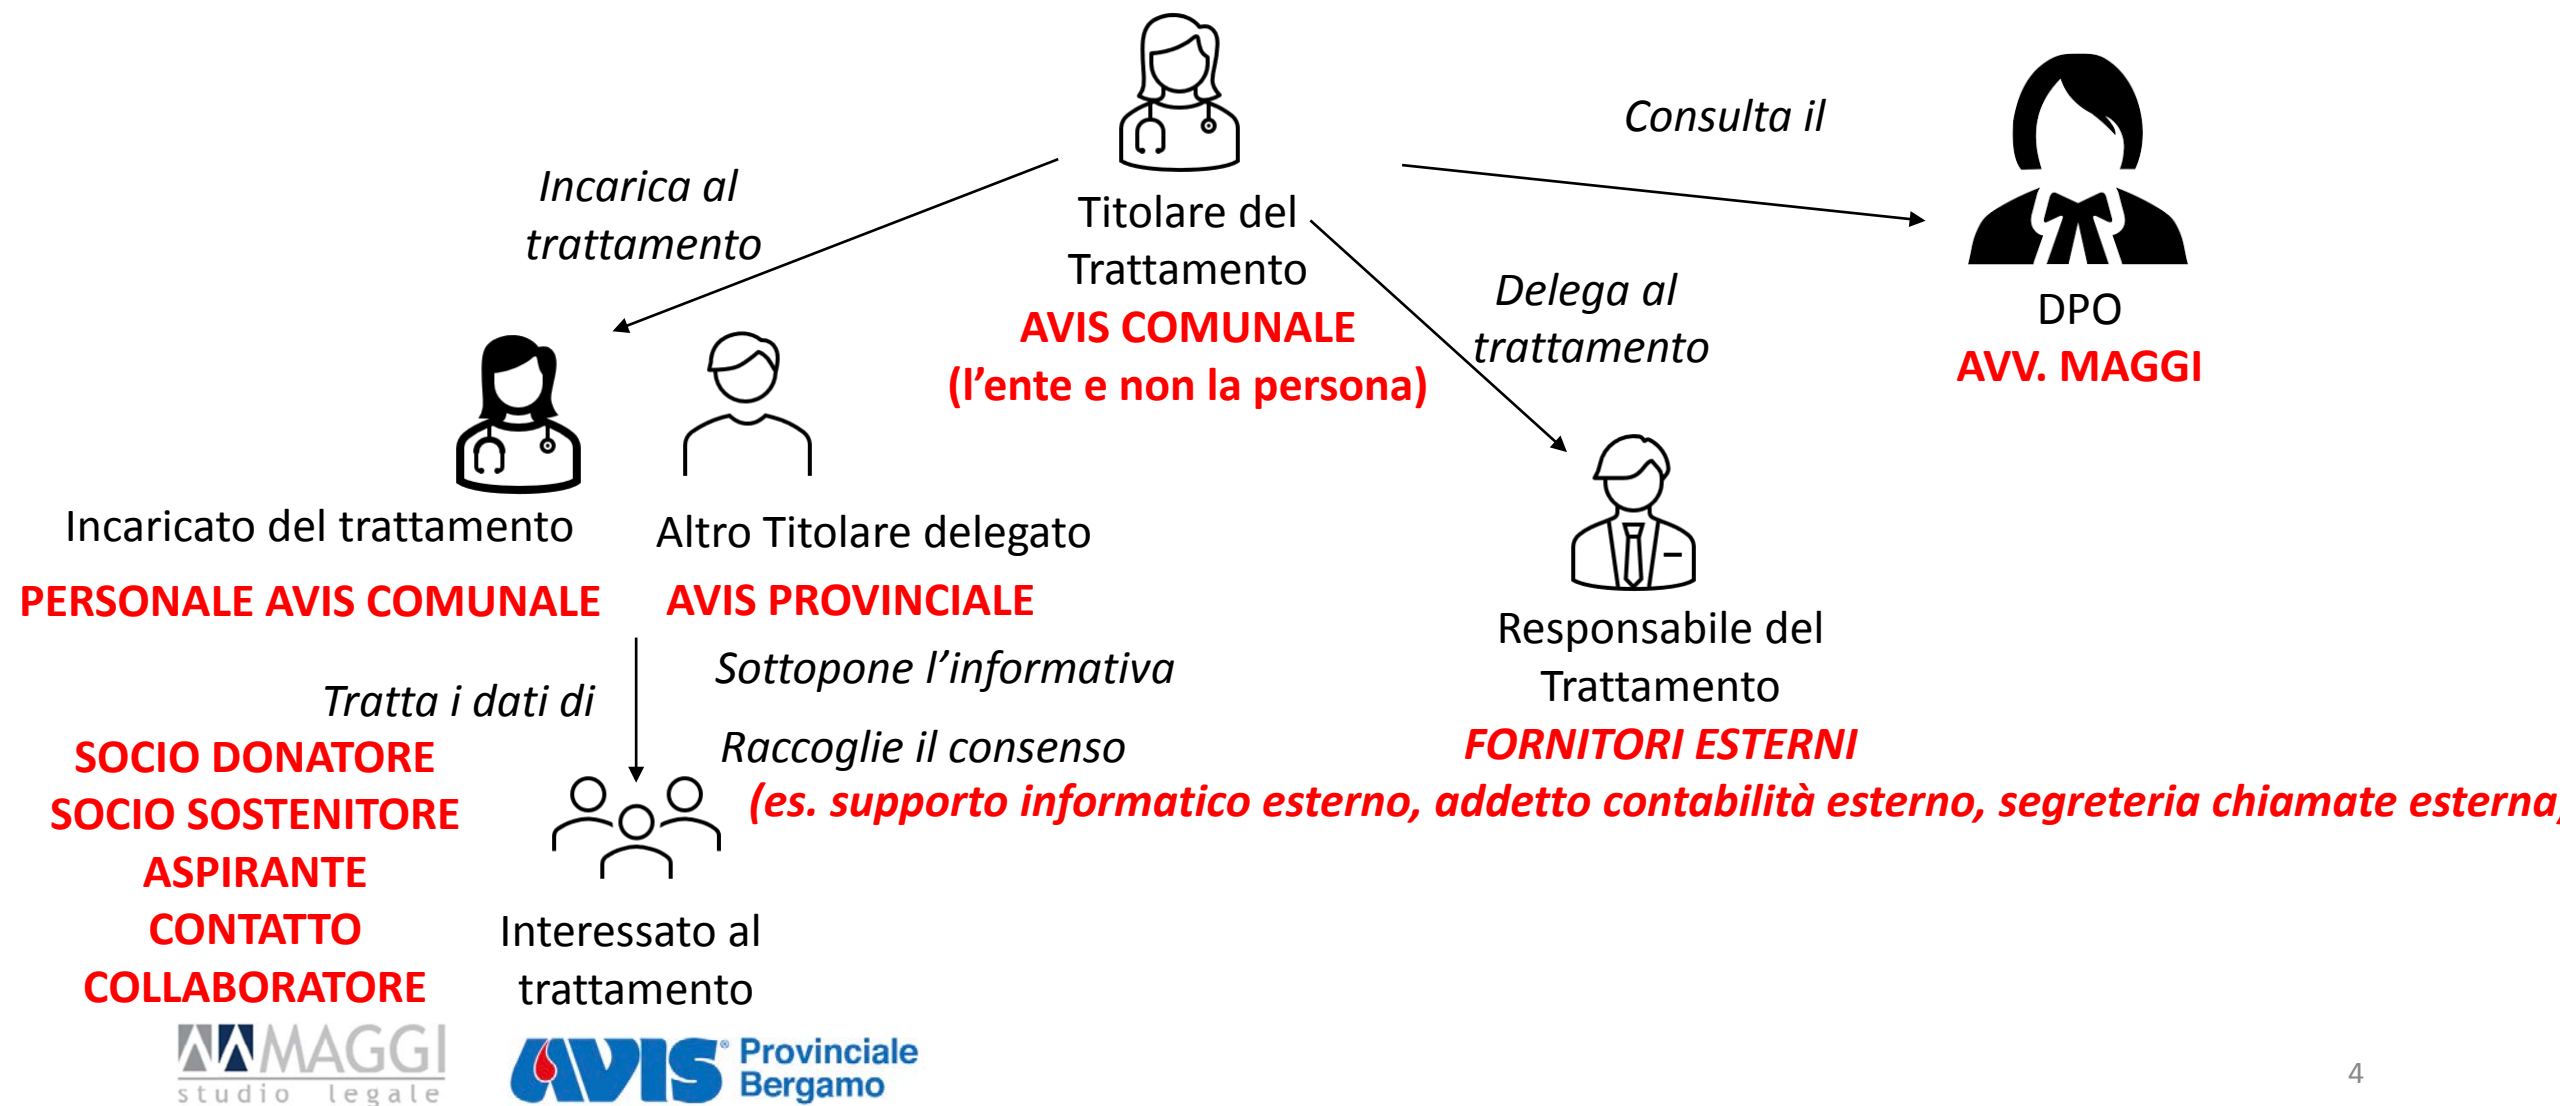 Consulta il
Incarica al
trattamento
Titolare del
Trattamento
AVIS COMUNALE
(l’ente e non la persona)
Delega al
trattamento
DPO
AVV. MAGGI
Incaricato del trattamento
PERSONALE AVIS COMUNALE
Altro Titolare delegato
AVIS PROVINCIALE
Responsabile del
Trattamento
FORNITORI ESTERNI
(es. supporto informatico esterno, addetto contabilità esterno, segreteria chiamate esterna,
Tratta i dati di
Sottopone l’informativa
Raccoglie il consenso
SOCIO DONATORE
SOCIO SOSTENITORE
ASPIRANTE
CONTATTO
COLLABORATORE
Interessato al
trattamento
MAGGI
studio legale
AVIS® Provinciale
Bergamo
4